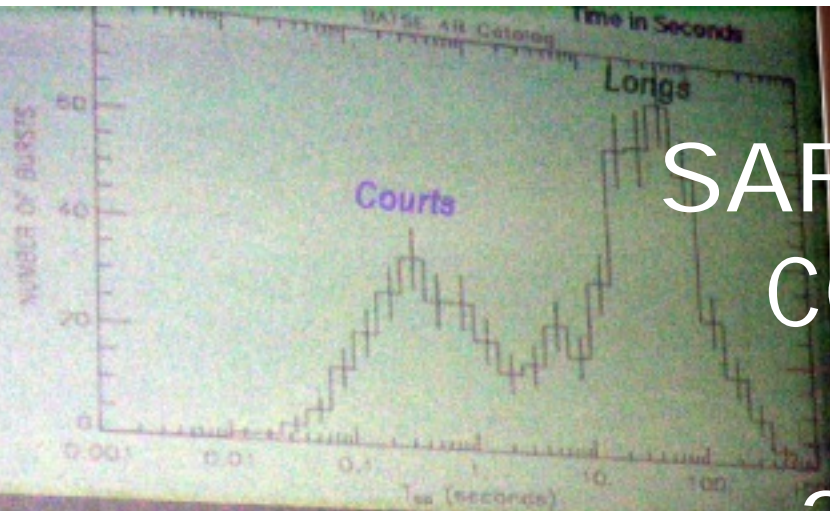 Time in Seconds
BATSE 4B Catalog
Longs
60
SAF
Courts
40
C
NUMBER OF BURSTS
20
0
0.001 0.01 0.1 1. 10. 100.
T90 (seconds)